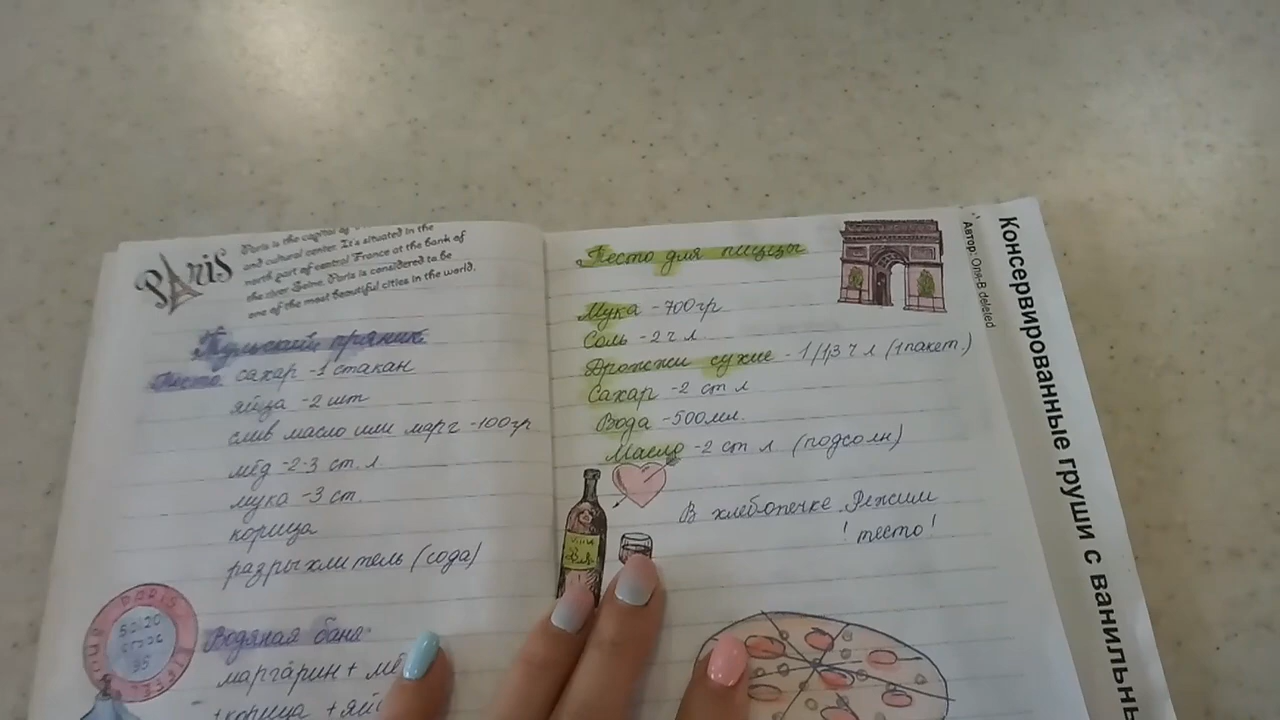 Paris
Paris is the capital of
and cultural center. It's situated in the
north part of central France at the bank of
the river Seine. Paris is considered to be
one of the most beautiful cities in the world.
Тульский пряник
Тесто: сахар -1 стакан
яйца -2 шт
слив масло или марг -100гр
мёд -2-3 ст. л.
мука -3 ст.
корица
разрыхлитель (сода)
PARIS
Водяная баня
маргарин + мё
+корица + яй
Тесто для пиццы
Мука -700гр
Соль -2 ч л.
Дрожжи сухие - 1/1,3 ч л (1пакет.)
Сахар -2 ст л
Вода -500мл.
Масло -2 ст л (подсолн)
В хлебопечке Режим
! тесто!
Консервированные груши с ванильн
Автор: Оля-В deleted